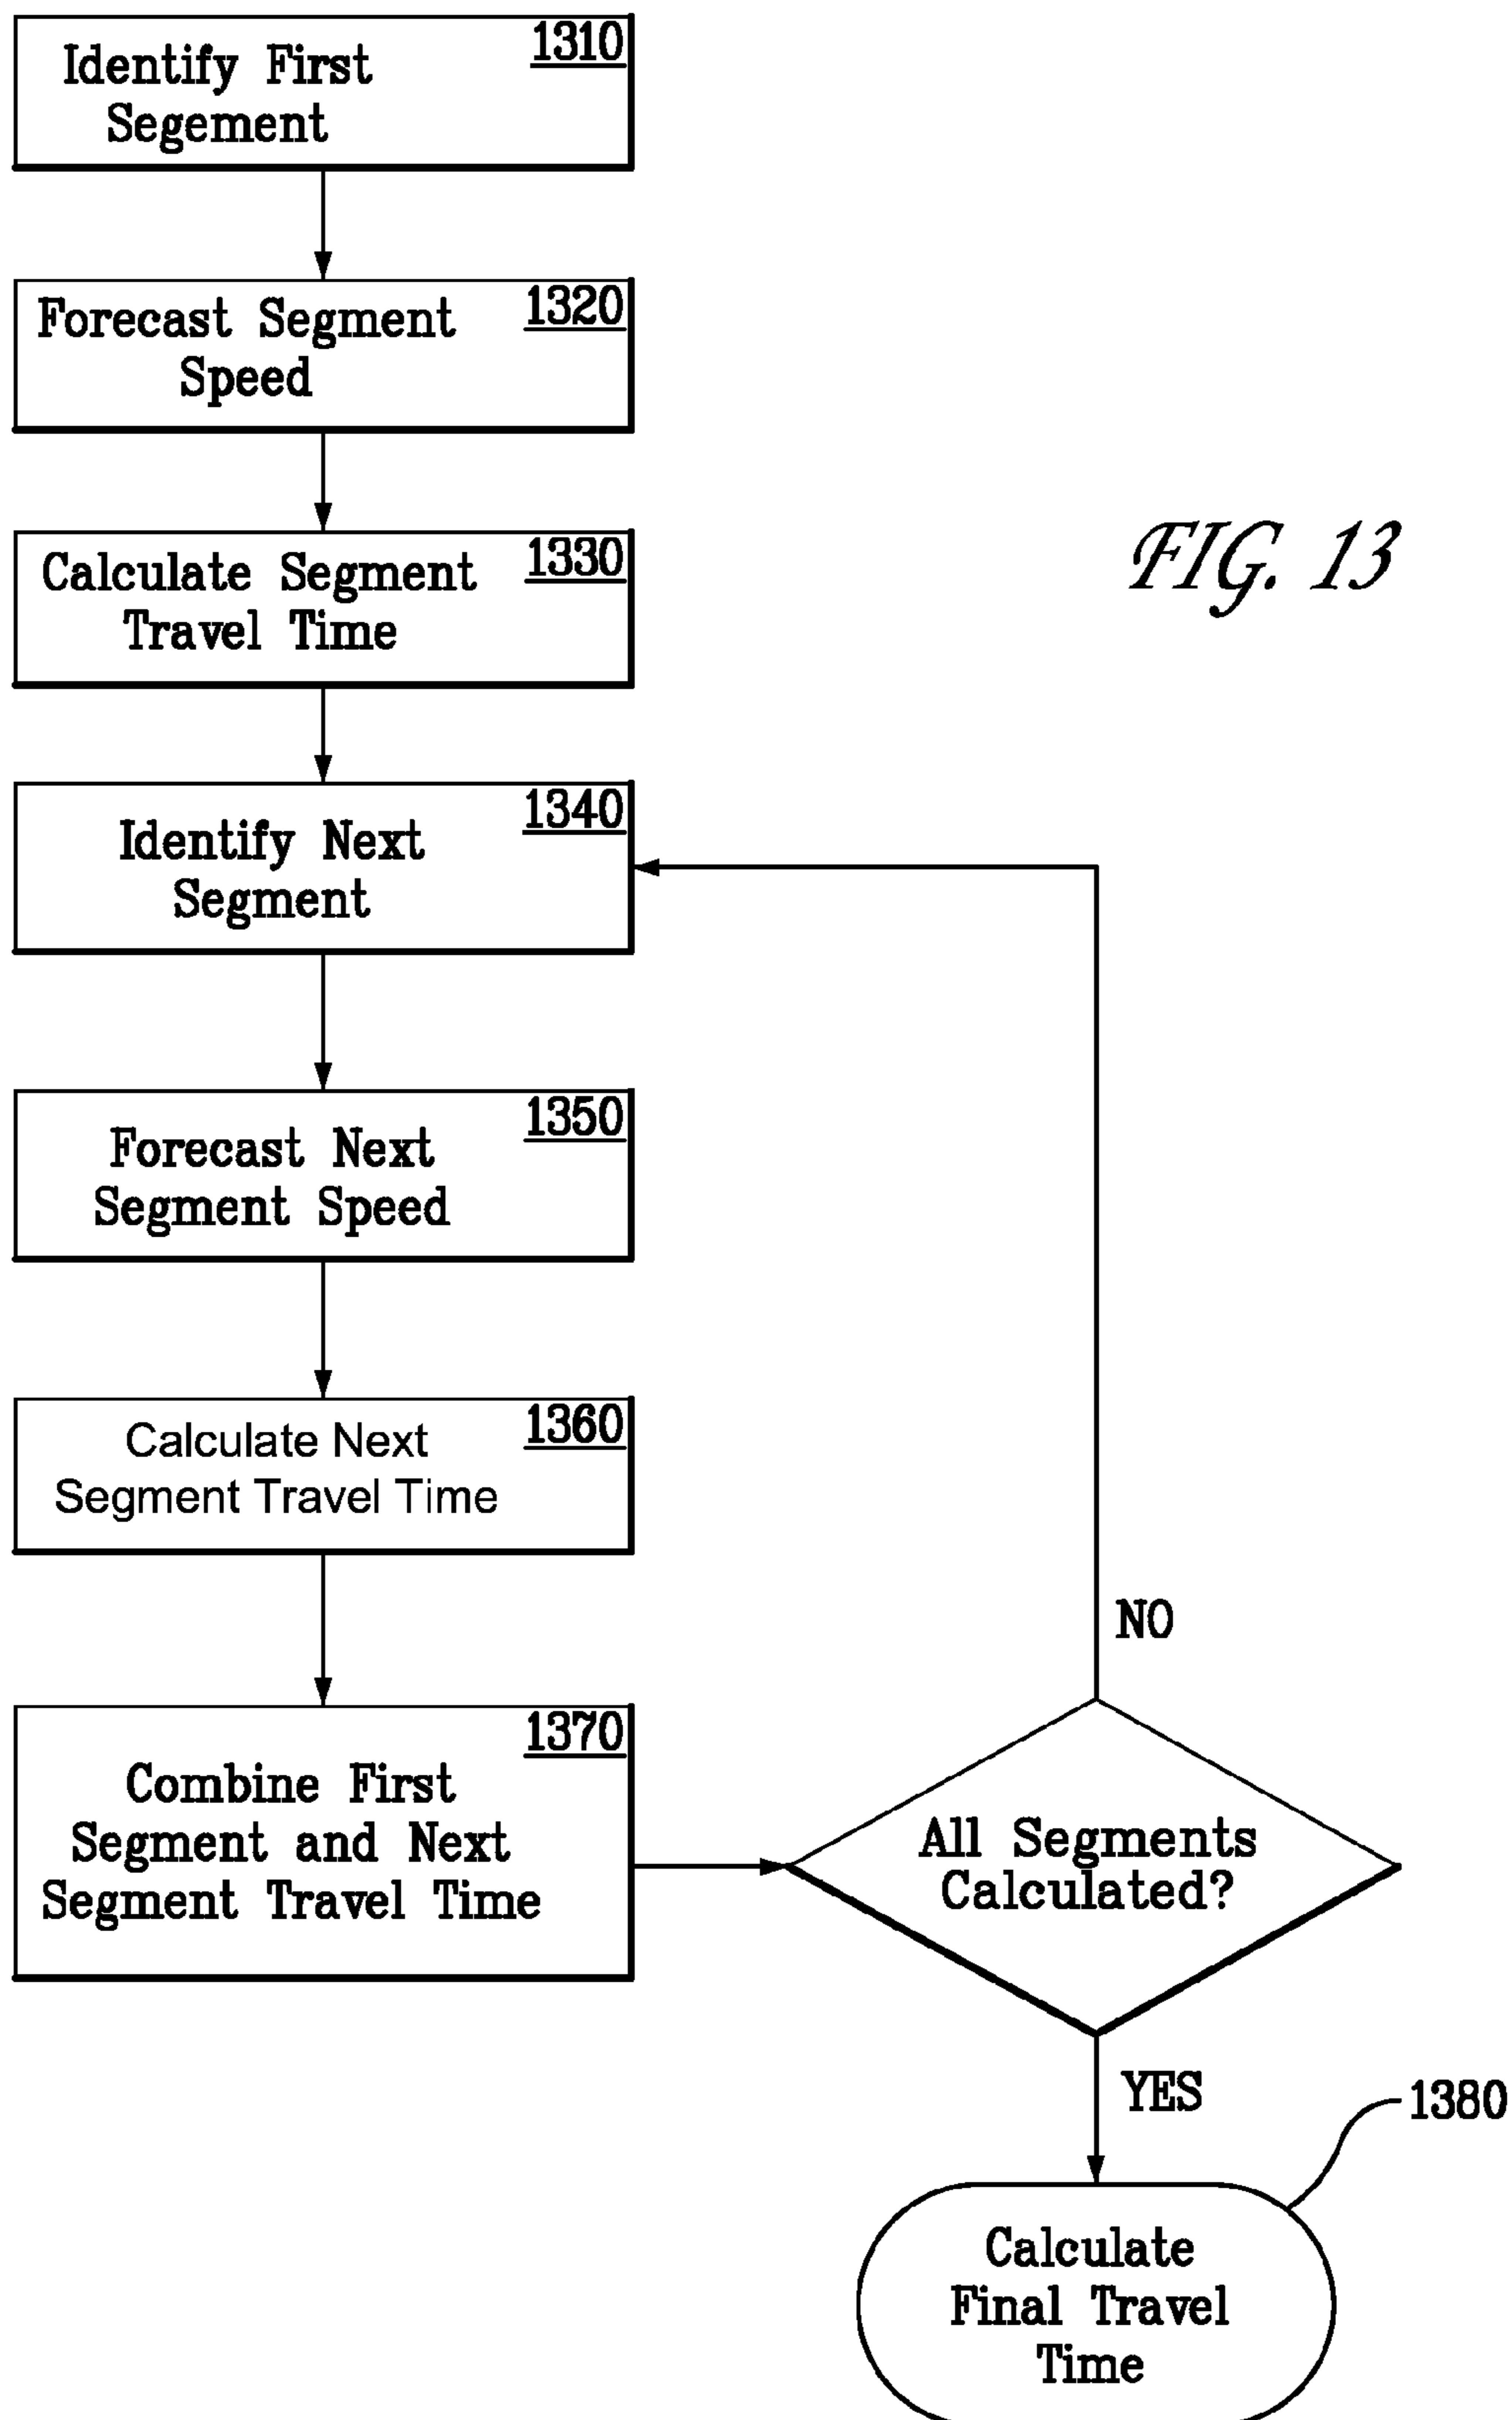 1310
Identify First
Segement
1320
Forecast Segment
Speed
1330
Calculate Segment
Travel Time
FIG. 13
1340
Identify Next
Segment
1350
Forecast Next
Segment Speed
1360
Calculate Next
Segment Travel Time
NO
1370
Combine First
Segment and Next
Segment Travel Time
All Segments
Calculated?
YES
1380
Calculate
Final Travel
Time